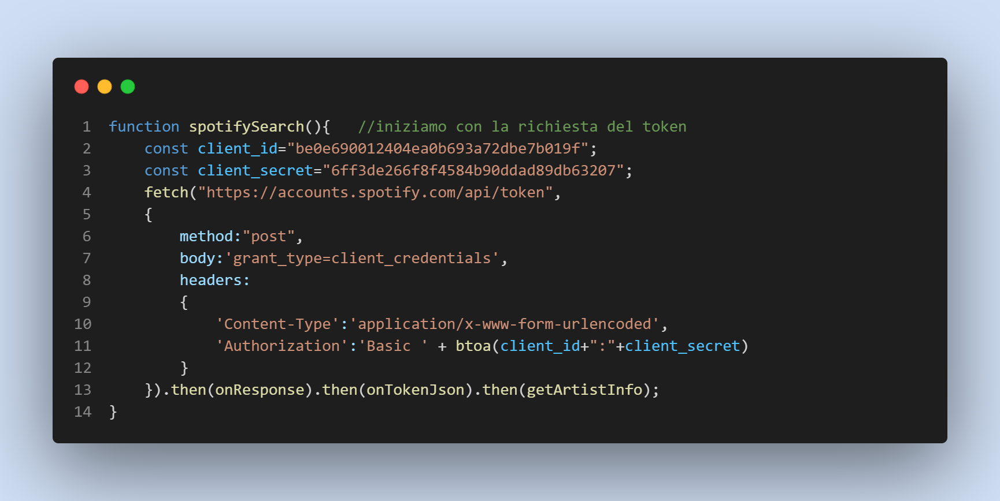 1 function spotifySearch(){   //iniziamo con la richiesta del token
2     const client_id="be0e690012404ea0b693a72dbe7b019f";
3     const client_secret="6ff3de266f8f4584b90ddad89db63207";
4     fetch("https://accounts.spotify.com/api/token",
5     {
6         method:"post",
7         body:'grant_type=client_credentials',
8         headers:
9         {
10             'Content-Type':'application/x-www-form-urlencoded',
11             'Authorization':'Basic ' + btoa(client_id+":"+client_secret)
12         }
13     }).then(onResponse).then(onTokenJson).then(getArtistInfo);
14 }